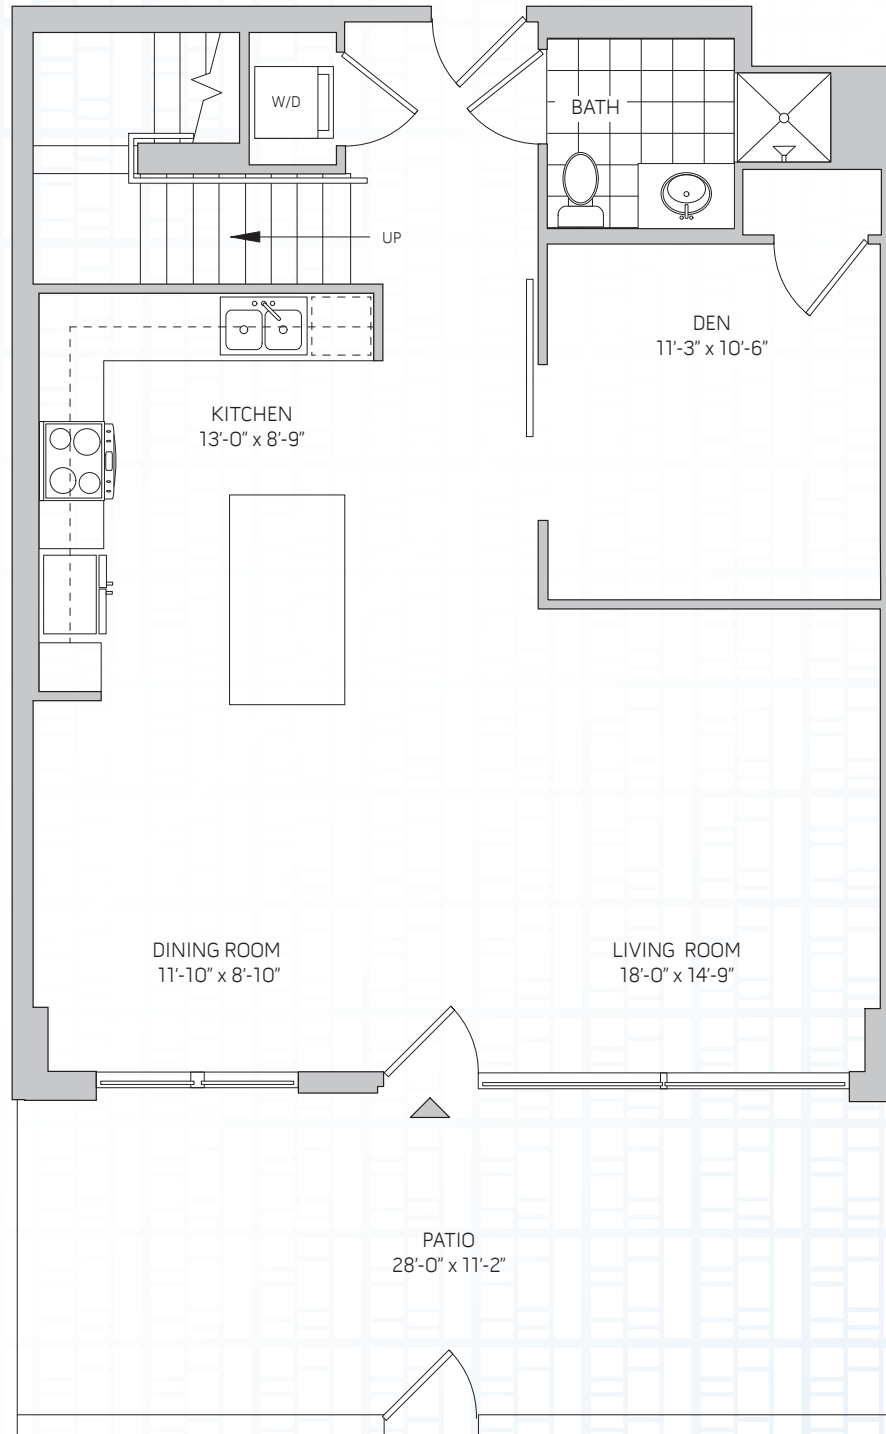 W/D
BATH
UP
DEN
11'-3" x 10'-6"
KITCHEN
13'-0" x 8'-9"
DINING ROOM
11'-10" x 8'-10"
LIVING ROOM
18'-0" x 14'-9"
PATIO
28'-0" x 11'-2"